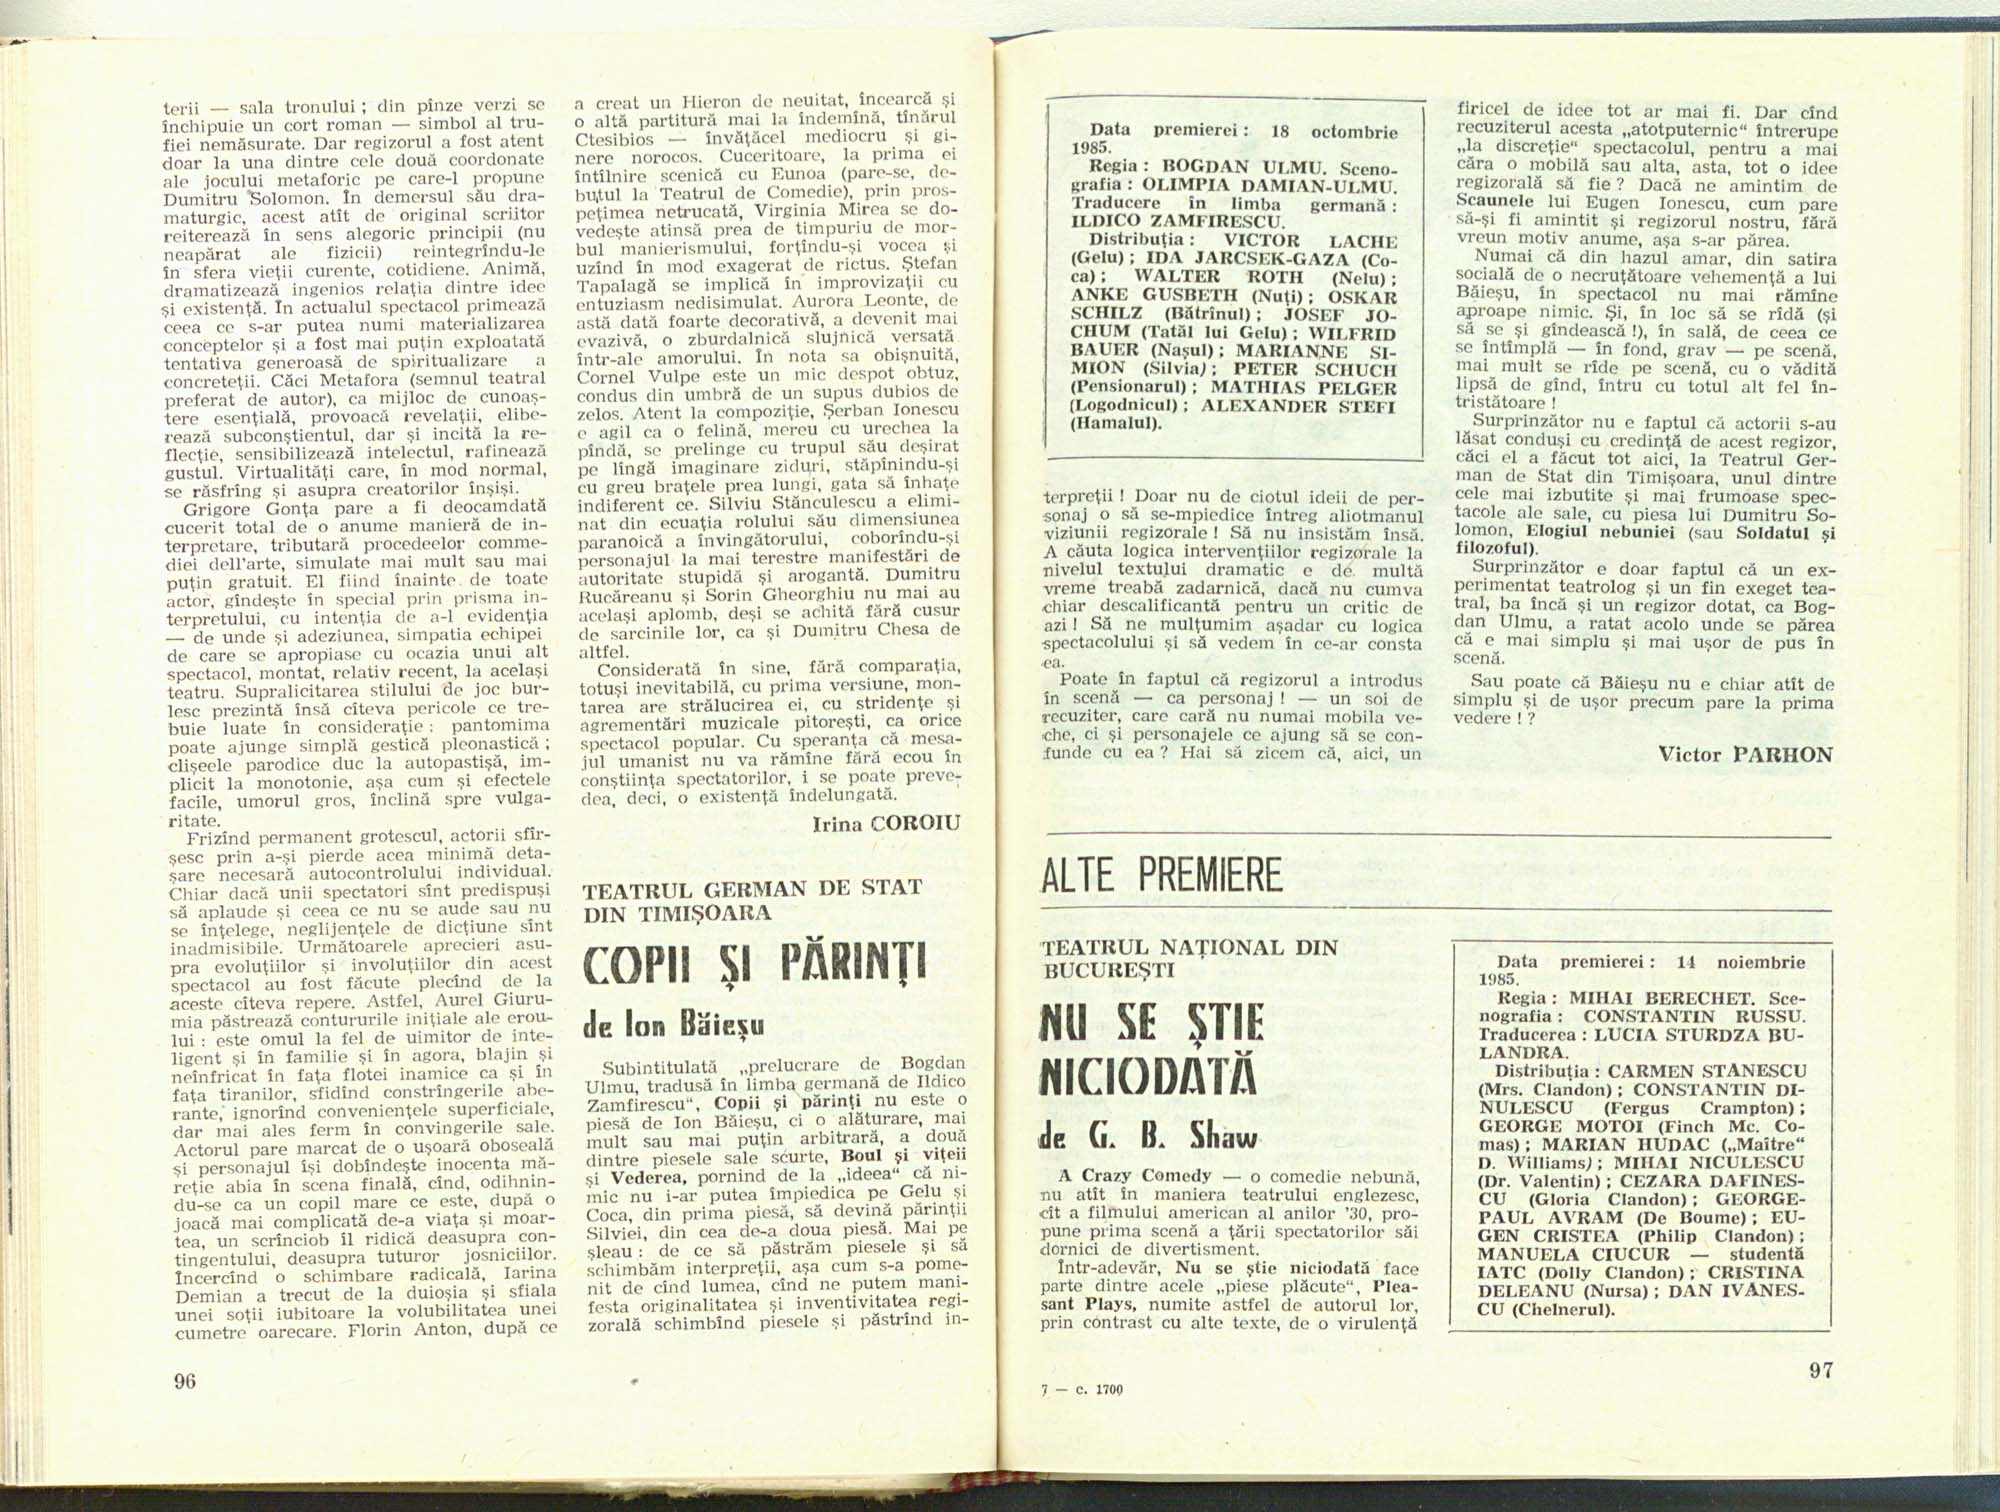 terii — sala tronului ; din pînze verzi se
închipuie un cort roman — simbol al tru-
fiei nemăsurate. Dar regizorul a fost atent
doar la una dintre cele două coordonate
ale jocului metaforic pe care-l propune
Dumitru Solomon. În demersul său dra-
maturgic, acest atît de original scriitor
reiterează în sens alegoric principii (nu
neapărat ale fizicii) reintegrîndu-le
în sfera vieții curente, cotidiene. Animă,
dramatizează ingenios relația dintre idee
și existență. În actualul spectacol primează
ceea ce s-ar putea numi materializarea
conceptelor și a fost mai puțin exploatată
tentativa generoasă de spiritualizare a
concreteții. Căci Metafora (semnul teatral
preferat de autor), ca mijloc de cunoaș-
tere esențială, provoacă revelații, elibe-
rează subconștientul, dar și incită la re-
flecție, sensibilizează intelectul, rafinează
gustul. Virtualități care, în mod normal,
se răsfrîng și asupra creatorilor înșiși.
Grigore Gonța pare a fi deocamdată
cucerit total de o anume manieră de in-
terpretare, tributară procedeelor comme-
diei dell'arte, simulate mai mult sau mai
puțin gratuit. El fiind înainte de toate
actor, gîndește în special prin prisma in-
terpretului, cu intenția de a-l evidenția
— de unde și adeziunea, simpatia echipei
de care se apropiase cu ocazia unui alt
spectacol, montat, relativ recent, la același
teatru. Supralicitarea stilului de joc bur-
lesc prezintă însă cîteva pericole ce tre-
buie luate în considerație : pantomima
poate ajunge simplă gestică pleonastică ;
clișeele parodice duc la autopastișă, im-
plicit la monotonie, așa cum și efectele
facile, umorul gros, înclină spre vulga-
ritate.
Frizînd permanent grotescul, actorii sfîr-
șesc prin a-și pierde acea minimă deta-
șare necesară autocontrolului individual.
Chiar dacă unii spectatori sînt predispuși
să aplaude și ceea ce nu se aude sau nu
se înțelege, neglijențele de dicțiune sînt
inadmisibile. Următoarele aprecieri asu-
pra evoluțiilor și involuțiilor din acest
spectacol au fost făcute plecînd de la
aceste cîteva repere. Astfel, Aurel Giuru-
mia păstrează contururile inițiale ale erou-
lui : este omul la fel de uimitor de inte-
ligent și în familie și în agora, blajin și
neînfricat în fața flotei inamice ca și în
fața tiranilor, sfidînd constrîngerile abe-
rante, ignorînd conveniențele superficiale,
dar mai ales ferm în convingerile sale.
Actorul pare marcat de o ușoară oboseală
și personajul își dobîndește inocenta mă-
reție abia în scena finală, cînd, odihnin-
du-se ca un copil mare ce este, după o
joacă mai complicată de-a viața și moar-
tea, un scrînciob îl ridică deasupra con-
tingentului, deasupra tuturor josniciilor.
Încercînd o schimbare radicală, Iarina
Demian a trecut de la duioșia și sfiala
unei soții iubitoare la volubilitatea unei
cumetre oarecare. Florin Anton, după ce
96
a creat un Hieron de neuitat, încearcă și
o altă partitură mai la îndemînă, tînărul
Ctesibios — învățăcel mediocru și gi-
nere norocos. Cuceritoare, la prima ei
întîlnire scenică cu Eunoa (pare-se, de-
butul la Teatrul de Comedie), prin pros-
pețimea netrucată, Virginia Mirea se do-
vedește atinsă prea de timpuriu de mor-
bul manierismului, forțîndu-și vocea și
uzînd în mod exagerat de rictus. Ștefan
Tapalagă se implică în improvizații cu
entuziasm nedisimulat. Aurora Leonte, de
astă dată foarte decorativă, a devenit mai
evazivă, o zburdalnică slujnică versată
într-ale amorului. În nota sa obișnuită,
Cornel Vulpe este un mic despot obtuz,
condus din umbră de un supus dubios de
zelos. Atent la compoziție, Șerban Ionescu
e agil ca o felină, mereu cu urechea la
pîndă, se prelinge cu trupul său deșirat
pe lîngă imaginare ziduri, stăpînindu-și
cu greu brațele prea lungi, gata să înhațe
indiferent ce. Silviu Stănculescu a elimi-
nat din ecuația rolului său dimensiunea
paranoică a învingătorului, coborîndu-și
personajul la mai terestre manifestări de
autoritate stupidă și arogantă. Dumitru
Rucăreanu și Sorin Gheorghiu nu mai au
același aplomb, deși se achită fără cusur
de sarcinile lor, ca și Dumitru Chesa de
altfel.
Considerată în sine, fără comparația,
totuși inevitabilă, cu prima versiune, mon-
tarea are strălucirea ei, cu stridențe și
agrementări muzicale pitorești, ca orice
spectacol popular. Cu speranța că mesa-
jul umanist nu va rămîne fără ecou în
conștiința spectatorilor, i se poate preve-
dea, deci, o existență îndelungată.
Irina COROIU
TEATRUL GERMAN DE STAT
DIN TIMIȘOARA
COPII ȘI PĂRINȚI
de Ion Băieșu
Subintitulată „prelucrare de Bogdan
Ulmu, tradusă în limba germană de Ildico
Zamfirescu“, Copii și părinți nu este o
piesă de Ion Băieșu, ci o alăturare, mai
mult sau mai puțin arbitrară, a două
dintre piesele sale scurte, Boul și vițeii
și Vederea, pornind de la „ideea“ că ni-
mic nu i-ar putea împiedica pe Gelu și
Coca, din prima piesă, să devină părinții
Silviei, din cea de-a doua piesă. Mai pe
șleau : de ce să păstrăm piesele și să
schimbăm interpreții, așa cum s-a pome-
nit de cînd lumea, cînd ne putem mani-
festa originalitatea și inventivitatea regi-
zorală schimbînd piesele și păstrînd in-
Data premierei : 18 octombrie
1985.
Regia : BOGDAN ULMU. Sceno-
grafia : OLIMPIA DAMIAN-ULMU.
Traducere în limba germană :
ILDICO ZAMFIRESCU.
Distribuția : VICTOR LACHE
(Gelu) ; IDA JARCSEK-GAZA (Co-
ca) ; WALTER ROTH (Nelu) ;
ANKE GUSBETH (Nuți) ; OSKAR
SCHILZ (Bătrînul) ; JOSEF JO-
CHUM (Tatăl lui Gelu) ; WILFRID
BAUER (Nașul) ; MARIANNE SI-
MION (Silvia) ; PETER SCHUCH
(Pensionarul) ; MATHIAS PELGER
(Logodnicul) ; ALEXANDER STEFI
(Hamalul).
terpreții ! Doar nu de ciotul ideii de per-
sonaj o să se-mpiedice întreg aliotmanul
viziunii regizorale ! Să nu insistăm însă.
A căuta logica intervențiilor regizorale la
nivelul textului dramatic e de multă
vreme treabă zadarnică, dacă nu cumva
chiar descalificantă pentru un critic de
azi ! Să ne mulțumim așadar cu logica
spectacolului și să vedem în ce-ar consta
ea.
Poate în faptul că regizorul a introdus
în scenă — ca personaj ! — un soi de
recuziter, care cară nu numai mobila ve-
che, ci și personajele ce ajung să se con-
funde cu ea ? Hai să zicem că, aici, un
firicel de idee tot ar mai fi. Dar cînd
recuziterul acesta „atotputernic“ întrerupe
„la discreție“ spectacolul, pentru a mai
căra o mobilă sau alta, asta, tot o idee
regizorală să fie ? Dacă ne amintim de
Scaunele lui Eugen Ionescu, cum pare
să-și fi amintit și regizorul nostru, fără
vreun motiv anume, așa s-ar părea.
Numai că din hazul amar, din satira
socială de o necruțătoare vehemență a lui
Băieșu, în spectacol nu mai rămîne
aproape nimic. Și, în loc să se rîdă (și
să se și gîndească !), în sală, de ceea ce
se întîmplă — în fond, grav — pe scenă,
mai mult se rîde pe scenă, cu o vădită
lipsă de gînd, întru cu totul alt fel în-
tristătoare !
Surprinzător nu e faptul că actorii s-au
lăsat conduși cu credință de acest regizor,
căci el a făcut tot aici, la Teatrul Ger-
man de Stat din Timișoara, unul dintre
cele mai izbutite și mai frumoase spec-
tacole ale sale, cu piesa lui Dumitru So-
lomon, Elogiul nebuniei (sau Soldatul și
filozoful).
Surprinzător e doar faptul că un ex-
perimentat teatrolog și un fin exeget tea-
tral, ba încă și un regizor dotat, ca Bog-
dan Ulmu, a ratat acolo unde se părea
că e mai simplu și mai ușor de pus în
scenă.
Sau poate că Băieșu nu e chiar atît de
simplu și de ușor precum pare la prima
vedere ! ?
Victor PARHON
ALTE PREMIERE
TEATRUL NAȚIONAL DIN
BUCUREȘTI
NU SE ȘTIE
NICIODATĂ
de G. B. Shaw
A Crazy Comedy — o comedie nebună,
nu atît în maniera teatrului englezesc,
cît a filmului american al anilor '30, pro-
pune prima scenă a țării spectatorilor săi
dornici de divertisment.
Într-adevăr, Nu se știe niciodată face
parte dintre acele „piese plăcute“, Plea-
sant Plays, numite astfel de autorul lor,
prin contrast cu alte texte, de o virulență
Data premierei : 14 noiembrie
1985.
Regia : MIHAI BERECHET. Sce-
nografia : CONSTANTIN RUSSU.
Traducerea : LUCIA STURDZA BU-
LANDRA.
Distribuția : CARMEN STĂNESCU
(Mrs. Clandon) ; CONSTANTIN DI-
NULESCU (Fergus Crampton) ;
GEORGE MOTOI (Finch Mc. Co-
mas) ; MARIAN HUDAC („Maître“
D. Williams) ; MIHAI NICULESCU
(Dr. Valentin) ; CEZARA DAFINES-
CU (Gloria Clandon) ; GEORGE-
PAUL AVRAM (De Boume) ; EU-
GEN CRISTEA (Philip Clandon) ;
MANUELA CIUCUR — studentă
IATC (Dolly Clandon) ; CRISTINA
DELEANU (Nursa) ; DAN IVĂNES-
CU (Chelnerul).
7 — c. 1700
97